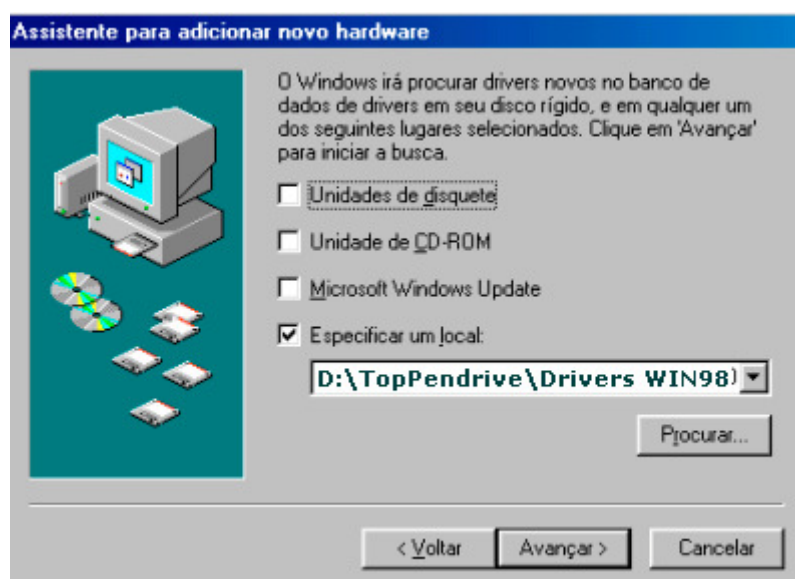 Assistente para adicionar novo hardware
O Windows irá procurar drivers novos no banco de
dados de drivers em seu disco rígido, e em qualquer um
dos seguintes lugares selecionados. Clique em 'Avançar'
para iniciar a busca.
Unidades de disquete
Unidade de CD-ROM
Microsoft Windows Update
Especificar um local:
D:\TopPendrive\Drivers WIN98)
Procurar...
< Voltar Avançar > Cancelar